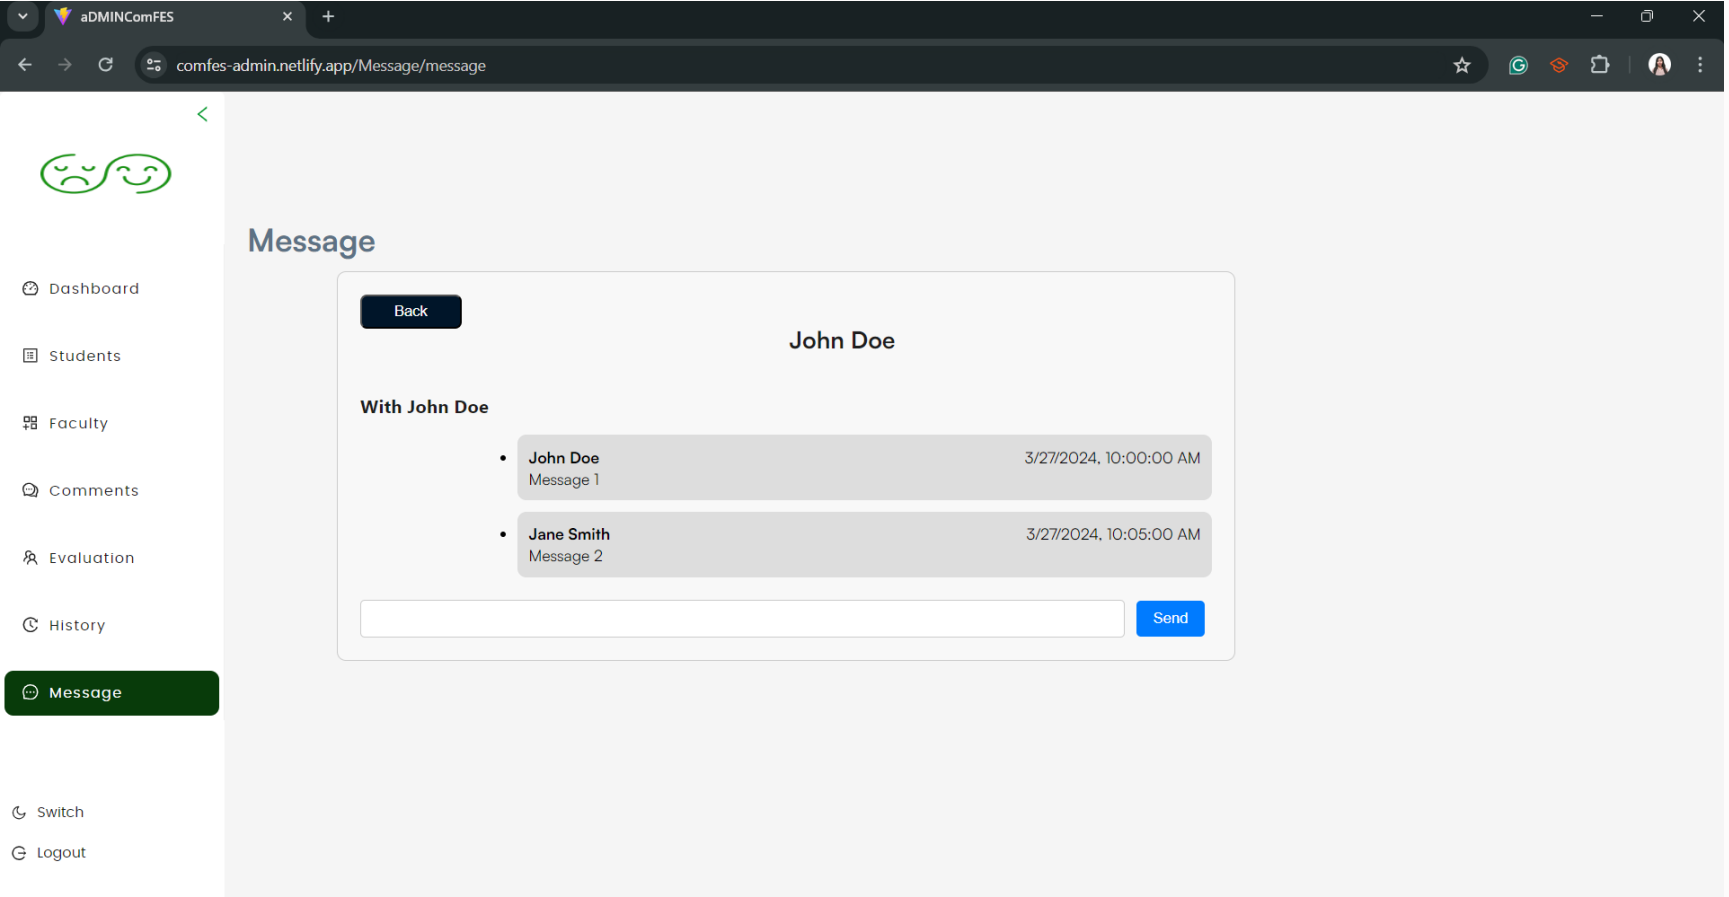 aDMINComFES
comfes-admin.netlify.app/Message/message
Message
Dashboard
Students
Faculty
Comments
Evaluation
History
Message
Switch
Logout
Back
John Doe
With John Doe
John Doe 3/27/2024, 10:00:00 AM
Message 1
Jane Smith 3/27/2024, 10:05:00 AM
Message 2
Send